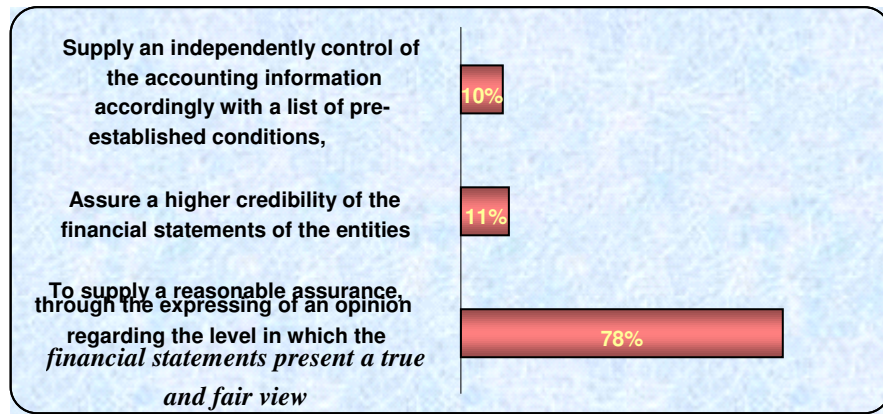 Supply an independently control of
the accounting information
accordingly with a list of pre-
established conditions,
10%
Assure a higher credibility of the
financial statements of the entities
11%
To supply a reasonable assurance,
through the expressing of an opinion
regarding the level in which the
financial statements present a true
and fair view
78%